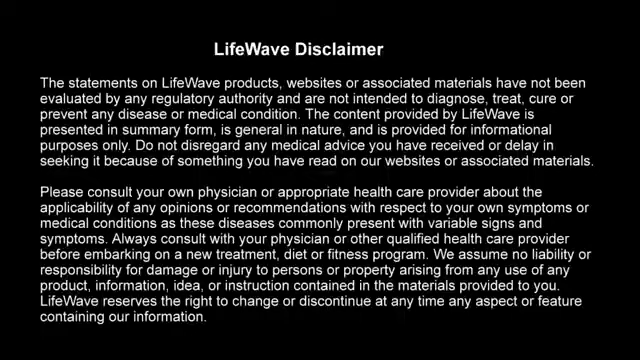 LifeWave Disclaimer
The statements on LifeWave products, websites or associated materials have not been
evaluated by any regulatory authority and are not intended to diagnose, treat, cure or
prevent any disease or medical condition. The content provided by LifeWave is
presented in summary form, is general in nature, and is provided for informational
purposes only. Do not disregard any medical advice you have received or delay in
seeking it because of something you have read on our websites or associated materials.
Please consult your own physician or appropriate health care provider about the
applicability of any opinions or recommendations with respect to your own symptoms or
medical conditions as these diseases commonly present with variable signs and
symptoms. Always consult with your physician or other qualified health care provider
before embarking on a new treatment, diet or fitness program. We assume no liability or
responsibility for damage or injury to persons or property arising from any use of any
product, information, idea, or instruction contained in the materials provided to you.
LifeWave reserves the right to change or discontinue at any time any aspect or feature
containing our information.